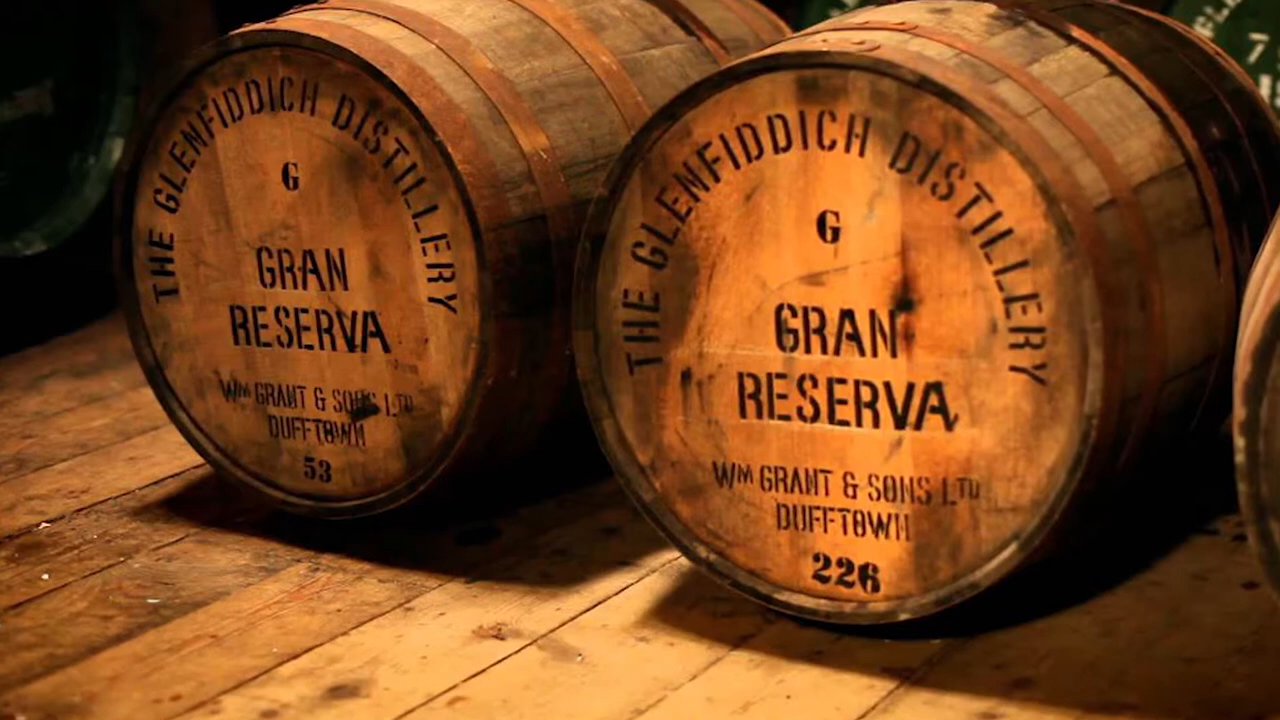 THE GLENFIDDICH DISTILLERY
G
GRAN
RESERVA
WM GRANT & SONS LTD
DUFFTOWN
53
THE GLENFIDDICH DISTILLERY
G
GRAN
RESERVA
WM GRANT & SONS LTD
DUFFTOWN
226
7